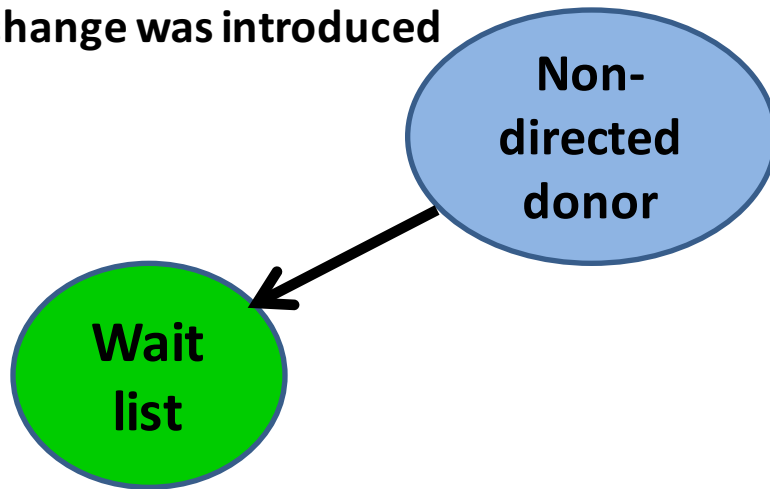 hange was introduced
Non-
directed
donor
Wait
list